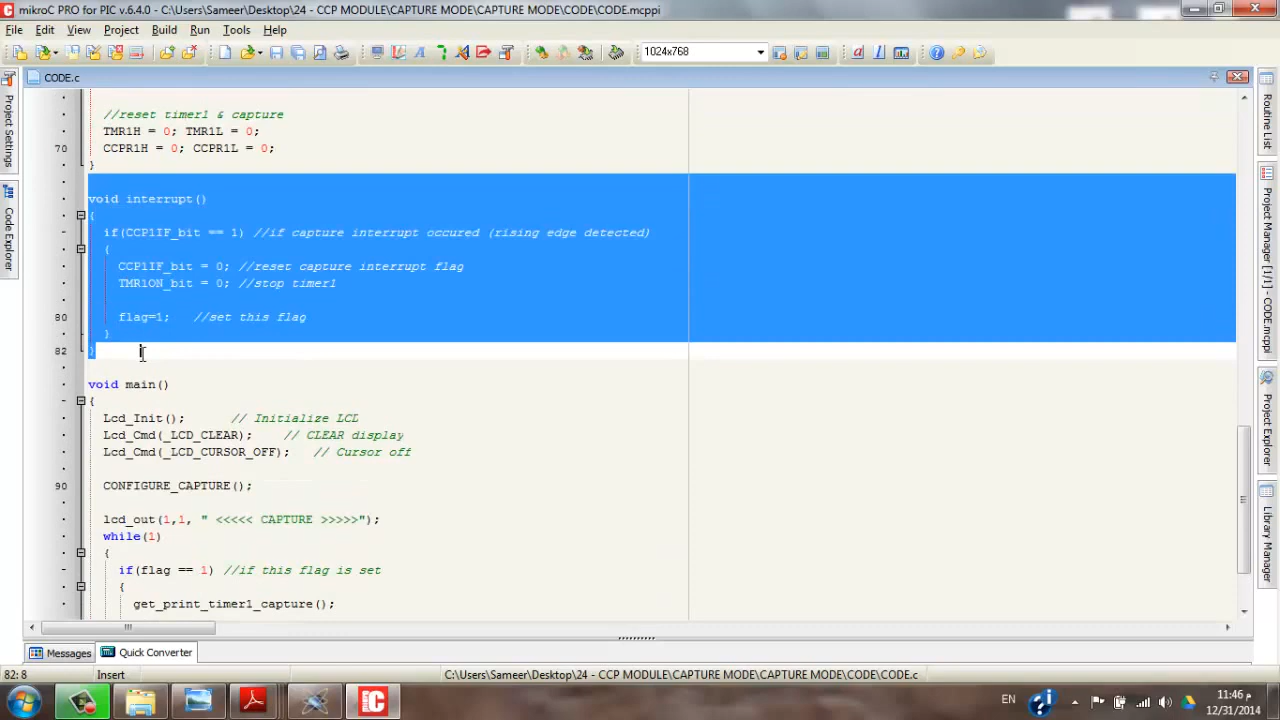 mikroC PRO for PIC v.6.4.0 - C:\Users\Sameer\Desktop\24 - CCP MODULE\CAPTURE MODE\CAPTURE MODE\CODE\CODE.mcppi
File Edit View Project Build Run Tools Help
1024x768
CODE.c
Project Settings
Code Explorer
//reset timer1 & capture
TMR1H = 0; TMR1L = 0;
70 CCPR1H = 0; CCPR1L = 0;
}
void interrupt()
{
if(CCP1IF_bit == 1) //if capture interrupt occured (rising edge detected)
{
CCP1IF_bit = 0; //reset capture interrupt flag
TMR1ON_bit = 0; //stop timer1
80 flag=1; //set this flag
}
82 }
void main()
{
Lcd_Init(); // Initialize LCL
Lcd_Cmd(_LCD_CLEAR); // CLEAR display
Lcd_Cmd(_LCD_CURSOR_OFF); // Cursor off
90 CONFIGURE_CAPTURE();
lcd_out(1,1, " <<<<< CAPTURE >>>>>");
while(1)
{
if(flag == 1) //if this flag is set
{
get_print_timer1_capture();
Routine List
Project Manager [1/1] - CODE.mcppi
Project Explorer
Library Manager
Messages Quick Converter
82: 8 Insert C:\Users\Sameer\Desktop\24 - CCP MODULE\CAPTURE MODE\CAPTURE MODE\CODE\CODE.c
EN 11:46 م
12/31/2014